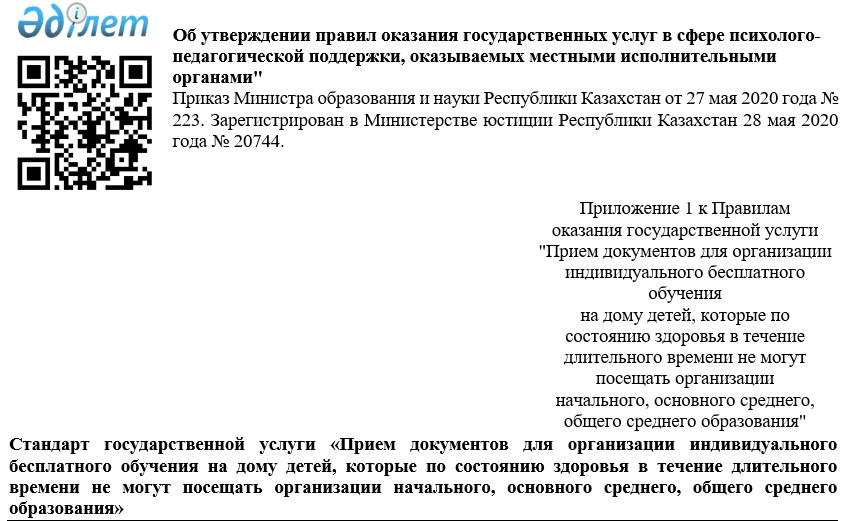 Әділет
Об утверждении правил оказания государственных услуг в сфере психолого-
педагогической поддержки, оказываемых местными исполнительными
органами"
Приказ Министра образования и науки Республики Казахстан от 27 мая 2020 года №
223. Зарегистрирован в Министерстве юстиции Республики Казахстан 28 мая 2020
года № 20744.
Приложение 1 к Правилам
оказания государственной услуги
"Прием документов для организации
индивидуального бесплатного
обучения
на дому детей, которые по
состоянию здоровья в течение
длительного времени не могут
посещать организации
начального, основного среднего,
общего среднего образования"
Стандарт государственной услуги «Прием документов для организации индивидуального
бесплатного обучения на дому детей, которые по состоянию здоровья в течение длительного
времени не могут посещать организации начального, основного среднего, общего среднего
образования»